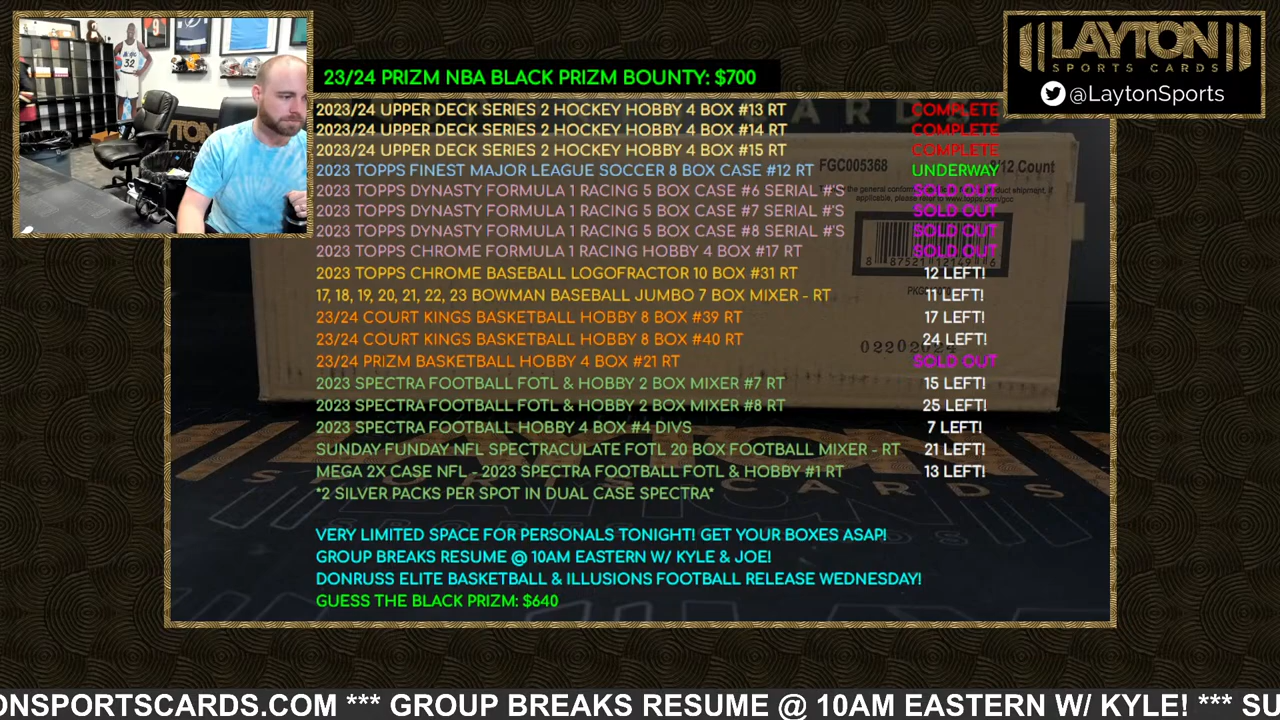 LAYTON
SPORTS CARDS
@LaytonSports
32
23/24 PRIZM NBA BLACK PRIZM BOUNTY: $700
2023/24 UPPER DECK SERIES 2 HOCKEY HOBBY 4 BOX #13 RT COMPLETE
2023/24 UPPER DECK SERIES 2 HOCKEY HOBBY 4 BOX #14 RT COMPLETE
2023/24 UPPER DECK SERIES 2 HOCKEY HOBBY 4 BOX #15 RT COMPLETE
2023 TOPPS FINEST MAJOR LEAGUE SOCCER 8 BOX CASE #12 RT UNDERWAY
2023 TOPPS DYNASTY FORMULA 1 RACING 5 BOX CASE #6 SERIAL #'S SOLD OUT
2023 TOPPS DYNASTY FORMULA 1 RACING 5 BOX CASE #7 SERIAL #'S SOLD OUT
2023 TOPPS DYNASTY FORMULA 1 RACING 5 BOX CASE #8 SERIAL #'S SOLD OUT
2023 TOPPS CHROME FORMULA 1 RACING HOBBY 4 BOX #17 RT SOLD OUT
2023 TOPPS CHROME BASEBALL LOGOFRACTOR 10 BOX #31 RT 12 LEFT!
17, 18, 19, 20, 21, 22, 23 BOWMAN BASEBALL JUMBO 7 BOX MIXER - RT 11 LEFT!
23/24 COURT KINGS BASKETBALL HOBBY 8 BOX #39 RT 17 LEFT!
23/24 COURT KINGS BASKETBALL HOBBY 8 BOX #40 RT 24 LEFT!
23/24 PRIZM BASKETBALL HOBBY 4 BOX #21 RT SOLD OUT
2023 SPECTRA FOOTBALL FOTL & HOBBY 2 BOX MIXER #7 RT 15 LEFT!
2023 SPECTRA FOOTBALL FOTL & HOBBY 2 BOX MIXER #8 RT 25 LEFT!
2023 SPECTRA FOOTBALL HOBBY 4 BOX #4 DIVS 7 LEFT!
SUNDAY FUNDAY NFL SPECTRACULATE FOTL 20 BOX FOOTBALL MIXER - RT 21 LEFT!
MEGA 2X CASE NFL - 2023 SPECTRA FOOTBALL FOTL & HOBBY #1 RT 13 LEFT!
*2 SILVER PACKS PER SPOT IN DUAL CASE SPECTRA*
VERY LIMITED SPACE FOR PERSONALS TONIGHT! GET YOUR BOXES ASAP!
GROUP BREAKS RESUME @ 10AM EASTERN W/ KYLE & JOE!
DONRUSS ELITE BASKETBALL & ILLUSIONS FOOTBALL RELEASE WEDNESDAY!
GUESS THE BLACK PRIZM: $640
FGC005368
/12 Count
02202024
ONSPORTSCARDS.COM *** GROUP BREAKS RESUME @ 10AM EASTERN W/ KYLE! *** SU